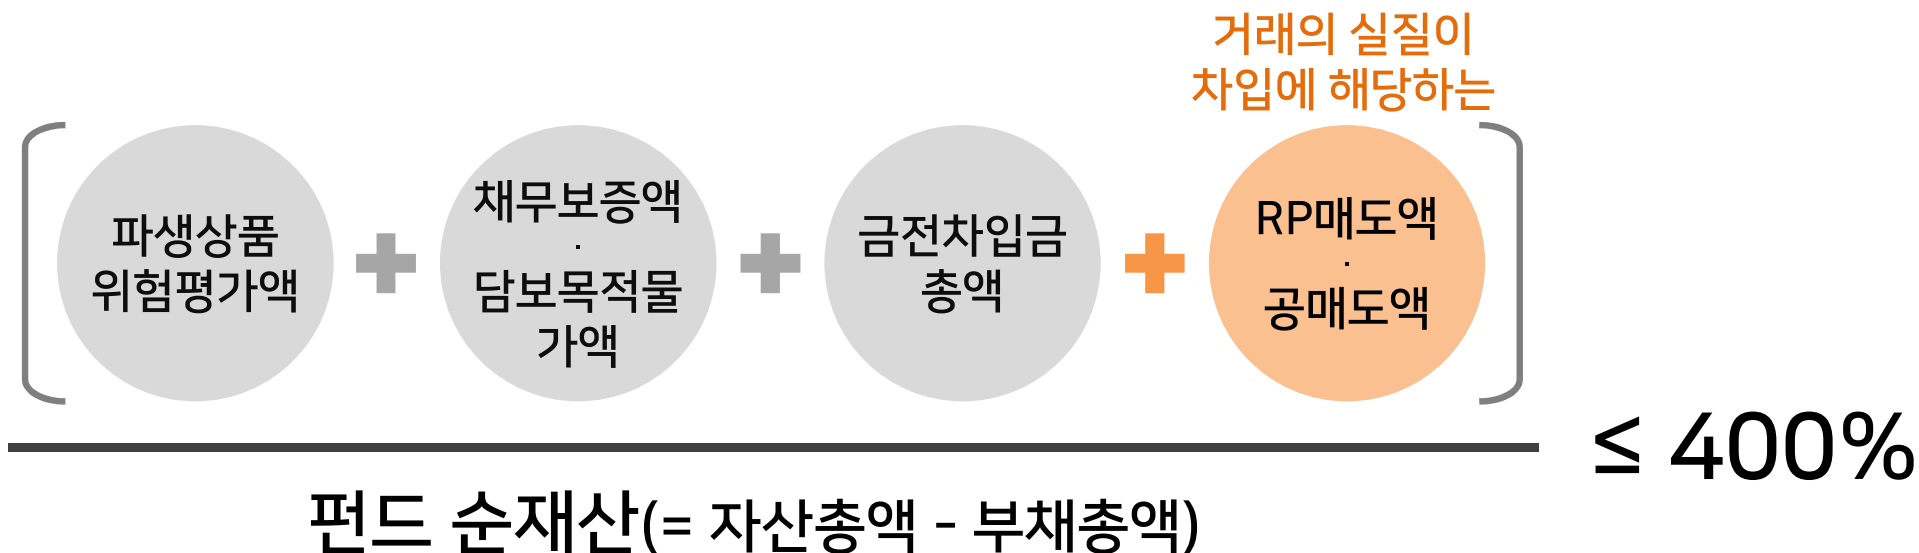 거래의 실질이
차입에 해당하는
파생상품
위험평가액
+
채무보증액
·
담보목적물
가액
+
금전차입금
총액
+
RP매도액
·
공매도액
≤ 400%
펀드 순재산(= 자산총액 - 부채총액)